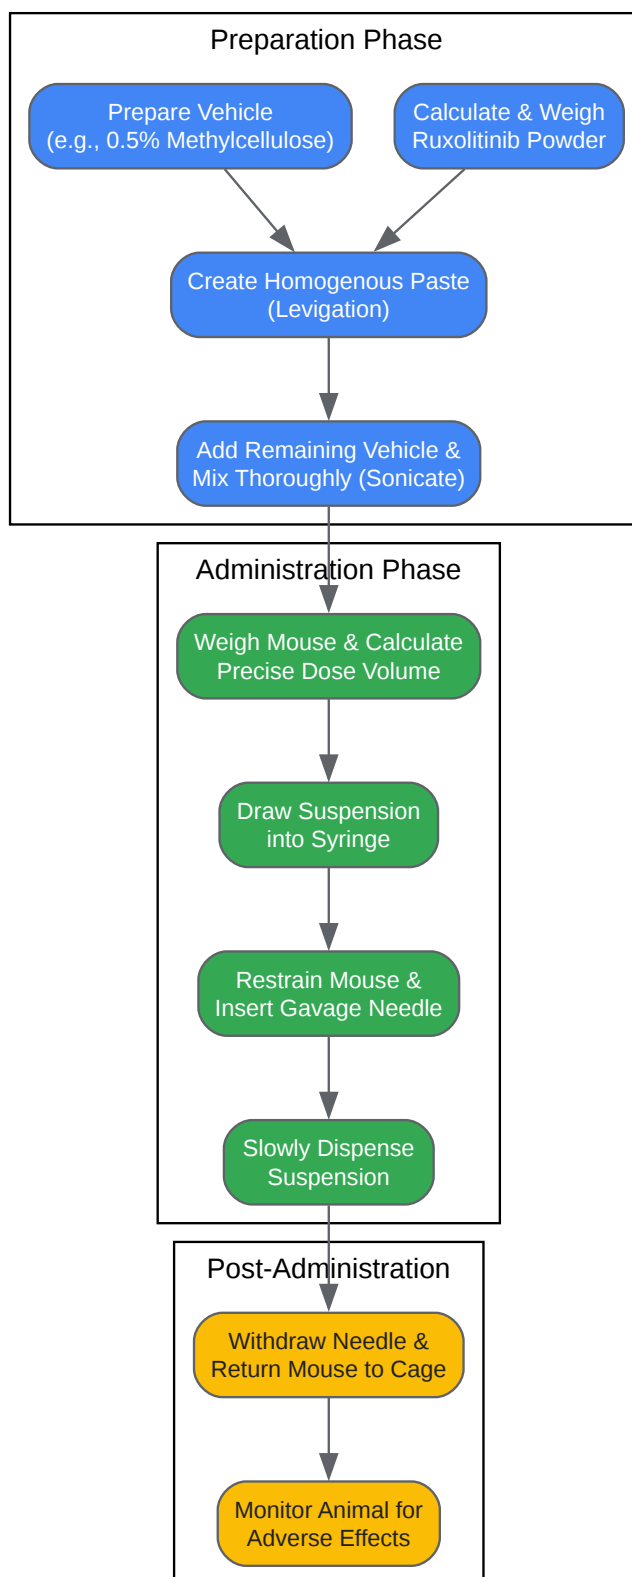 Preparation Phase
Prepare Vehicle
(e.g., 0.5% Methylcellulose)
Calculate & Weigh
Ruxolitinib Powder
Create Homogenous Paste
(Levigation)
Add Remaining Vehicle &
Mix Thoroughly (Sonicate)
Administration Phase
Weigh Mouse & Calculate
Precise Dose Volume
Draw Suspension
into Syringe
Restrain Mouse &
Insert Gavage Needle
Slowly Dispense
Suspension
Post-Administration
Withdraw Needle &
Return Mouse to Cage
Monitor Animal for
Adverse Effects